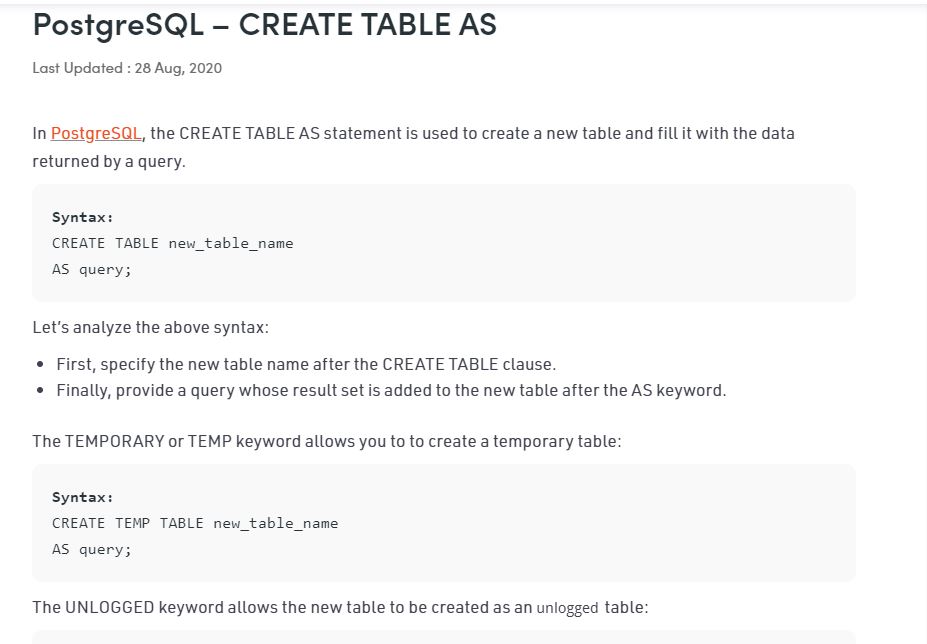 PostgreSQL – CREATE TABLE AS
Last Updated : 28 Aug, 2020
In PostgreSQL, the CREATE TABLE AS statement is used to create a new table and fill it with the data
returned by a query.
Syntax:
CREATE TABLE new_table_name
AS query;
Let's analyze the above syntax:
• First, specify the new table name after the CREATE TABLE clause.
• Finally, provide a query whose result set is added to the new table after the AS keyword.
The TEMPORARY or TEMP keyword allows you to to create a temporary table:
Syntax:
CREATE TEMP TABLE new_table_name
AS query;
The UNLOGGED keyword allows the new table to be created as an unlogged table: